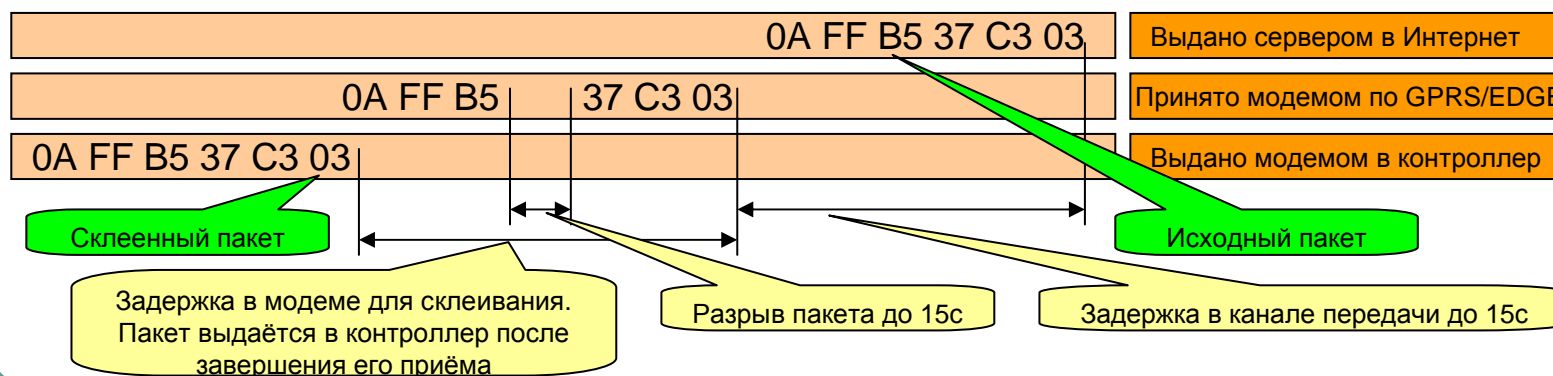 0A FF B5 37 C3 03
Выдано сервером в Интернет
0A FF B5
37 C3 03
Принято модемом по GPRS/EDGE
0A FF B5 37 C3 03
Выдано модемом в контроллер
Склеенный пакет
Исходный пакет
Задержка в модеме для склеивания.
Пакет выдаётся в контроллер после
завершения его приёма
Разрыв пакета до 15с
Задержка в канале передачи до 15с